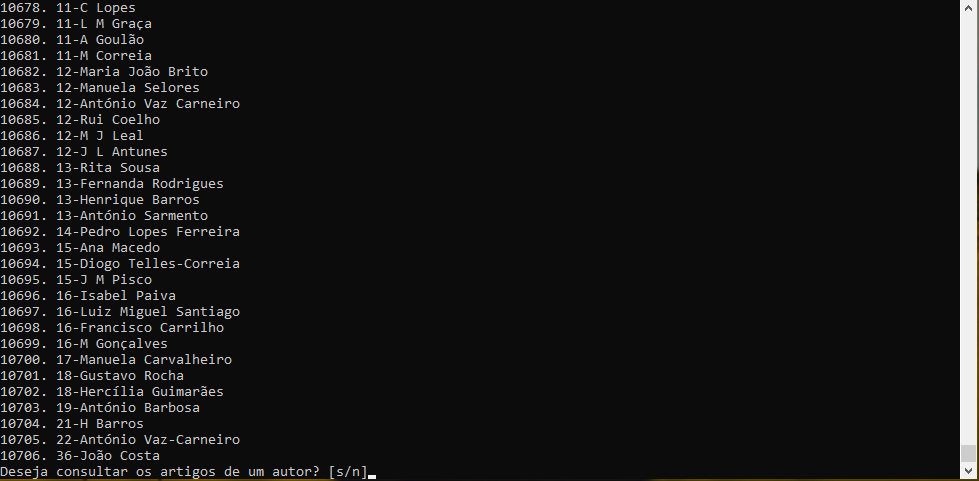 10678. 11-C Lopes
10679. 11-L M Graça
10680. 11-A Goulão
10681. 11-M Correia
10682. 12-Maria João Brito
10683. 12-Manuela Selores
10684. 12-António Vaz Carneiro
10685. 12-Rui Coelho
10686. 12-M J Leal
10687. 12-J L Antunes
10688. 13-Rita Sousa
10689. 13-Fernanda Rodrigues
10690. 13-Henrique Barros
10691. 13-António Sarmento
10692. 14-Pedro Lopes Ferreira
10693. 15-Ana Macedo
10694. 15-Diogo Telles-Correia
10695. 15-J M Pisco
10696. 16-Isabel Paiva
10697. 16-Luiz Miguel Santiago
10698. 16-Francisco Carrilho
10699. 16-M Gonçalves
10700. 17-Manuela Carvalheiro
10701. 18-Gustavo Rocha
10702. 18-Hercília Guimarães
10703. 19-António Barbosa
10704. 21-H Barros
10705. 22-António Vaz-Carneiro
10706. 36-João Costa
Deseja consultar os artigos de um autor? [s/n]